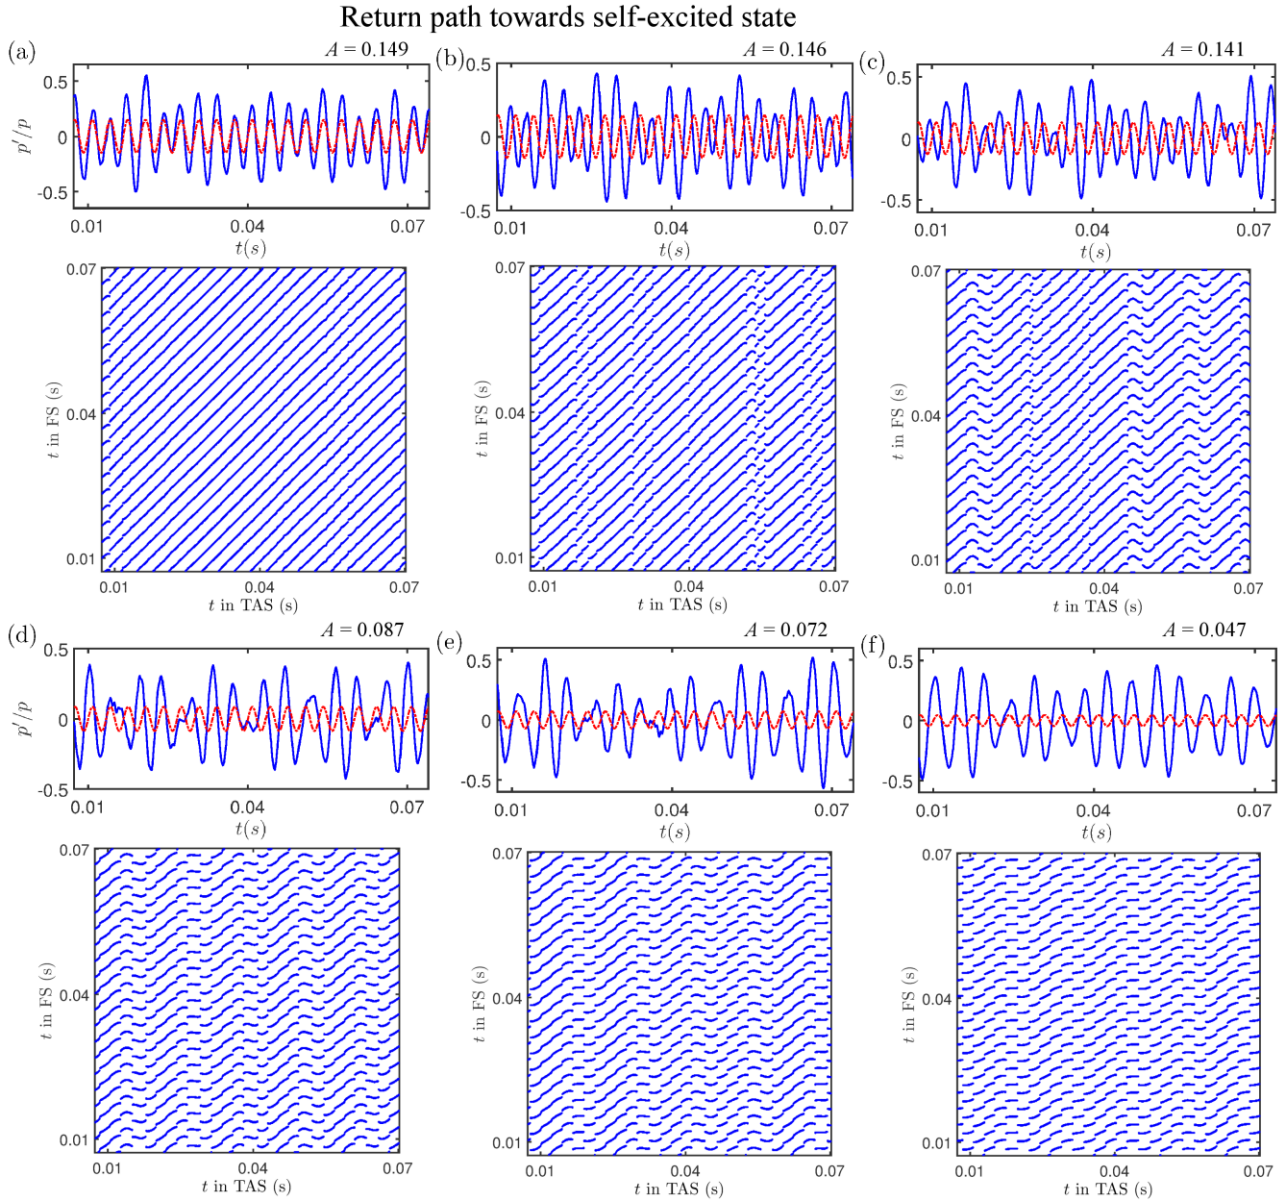 Return path towards self-excited state
(a) A = 0.149
(b) A = 0.146
(c) A = 0.141
0.5
0
-0.5
p'/p
0.01 0.04 0.07
t(s)
0.5
0
-0.5
0.01 0.04 0.07
t(s)
0.5
0
-0.5
0.01 0.04 0.07
t(s)
0.07
0.04
0.01
t in FS (s)
0.01 0.04 0.07
t in TAS (s)
0.07
0.04
0.01
t in FS (s)
0.01 0.04 0.07
t in TAS (s)
0.07
0.04
0.01
t in FS (s)
0.01 0.04 0.07
t in TAS (s)
(d) A = 0.087
(e) A = 0.072
(f) A = 0.047
0.5
0
-0.5
p'/p
0.01 0.04 0.07
t(s)
0.5
0
-0.5
0.01 0.04 0.07
t(s)
0.5
0
-0.5
0.01 0.04 0.07
t(s)
0.07
0.04
0.01
t in FS (s)
0.01 0.04 0.07
t in TAS (s)
0.07
0.04
0.01
t in FS (s)
0.01 0.04 0.07
t in TAS (s)
0.07
0.04
0.01
t in FS (s)
0.01 0.04 0.07
t in TAS (s)